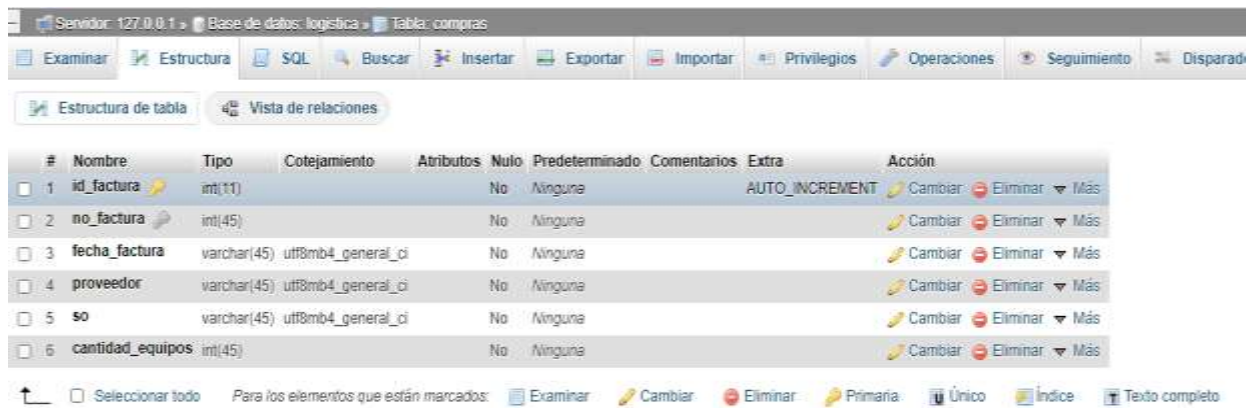 Servidor: 127.0.0.1 » Base de datos: logistica » Tabla: compras
Examinar Estructura SQL Buscar Insertar Exportar Importar Privilegios Operaciones Seguimiento Disparad
Estructura de tabla Vista de relaciones
# Nombre Tipo Cotejamiento Atributos Nulo Predeterminado Comentarios Extra Acción
1 id_factura int(11) No Ninguna AUTO_INCREMENT Cambiar Eliminar Más
2 no_factura int(45) No Ninguna Cambiar Eliminar Más
3 fecha_factura varchar(45) utf8mb4_general_ci No Ninguna Cambiar Eliminar Más
4 proveedor varchar(45) utf8mb4_general_ci No Ninguna Cambiar Eliminar Más
5 so varchar(45) utf8mb4_general_ci No Ninguna Cambiar Eliminar Más
6 cantidad_equipos int(45) No Ninguna Cambiar Eliminar Más
Seleccionar todo Para los elementos que están marcados: Examinar Cambiar Eliminar Primaria Único Índice Texto completo